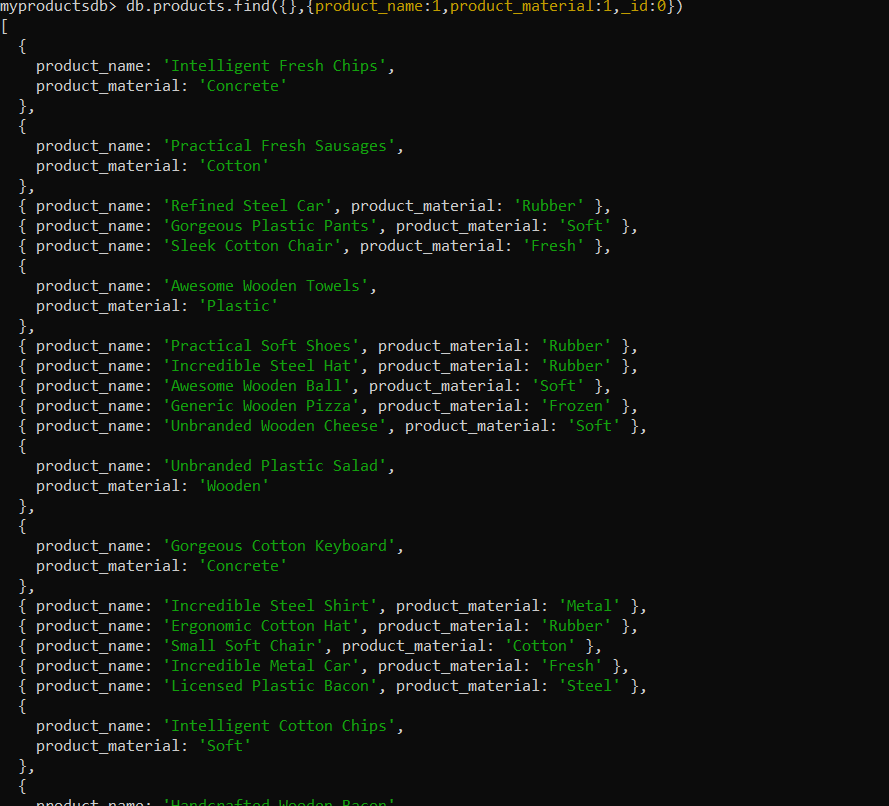 myproductsdb> db.products.find({},{product_name:1,product_material:1,_id:0})
[
  {
    product_name: 'Intelligent Fresh Chips',
    product_material: 'Concrete'
  },
  {
    product_name: 'Practical Fresh Sausages',
    product_material: 'Cotton'
  },
  { product_name: 'Refined Steel Car', product_material: 'Rubber' },
  { product_name: 'Gorgeous Plastic Pants', product_material: 'Soft' },
  { product_name: 'Sleek Cotton Chair', product_material: 'Fresh' },
  {
    product_name: 'Awesome Wooden Towels',
    product_material: 'Plastic'
  },
  { product_name: 'Practical Soft Shoes', product_material: 'Rubber' },
  { product_name: 'Incredible Steel Hat', product_material: 'Rubber' },
  { product_name: 'Awesome Wooden Ball', product_material: 'Soft' },
  { product_name: 'Generic Wooden Pizza', product_material: 'Frozen' },
  { product_name: 'Unbranded Wooden Cheese', product_material: 'Soft' },
  {
    product_name: 'Unbranded Plastic Salad',
    product_material: 'Wooden'
  },
  {
    product_name: 'Gorgeous Cotton Keyboard',
    product_material: 'Concrete'
  },
  { product_name: 'Incredible Steel Shirt', product_material: 'Metal' },
  { product_name: 'Ergonomic Cotton Hat', product_material: 'Rubber' },
  { product_name: 'Small Soft Chair', product_material: 'Cotton' },
  { product_name: 'Incredible Metal Car', product_material: 'Fresh' },
  { product_name: 'Licensed Plastic Bacon', product_material: 'Steel' },
  {
    product_name: 'Intelligent Cotton Chips',
    product_material: 'Soft'
  },
  {
    product_name: 'Handcrafted Wooden Bacon',